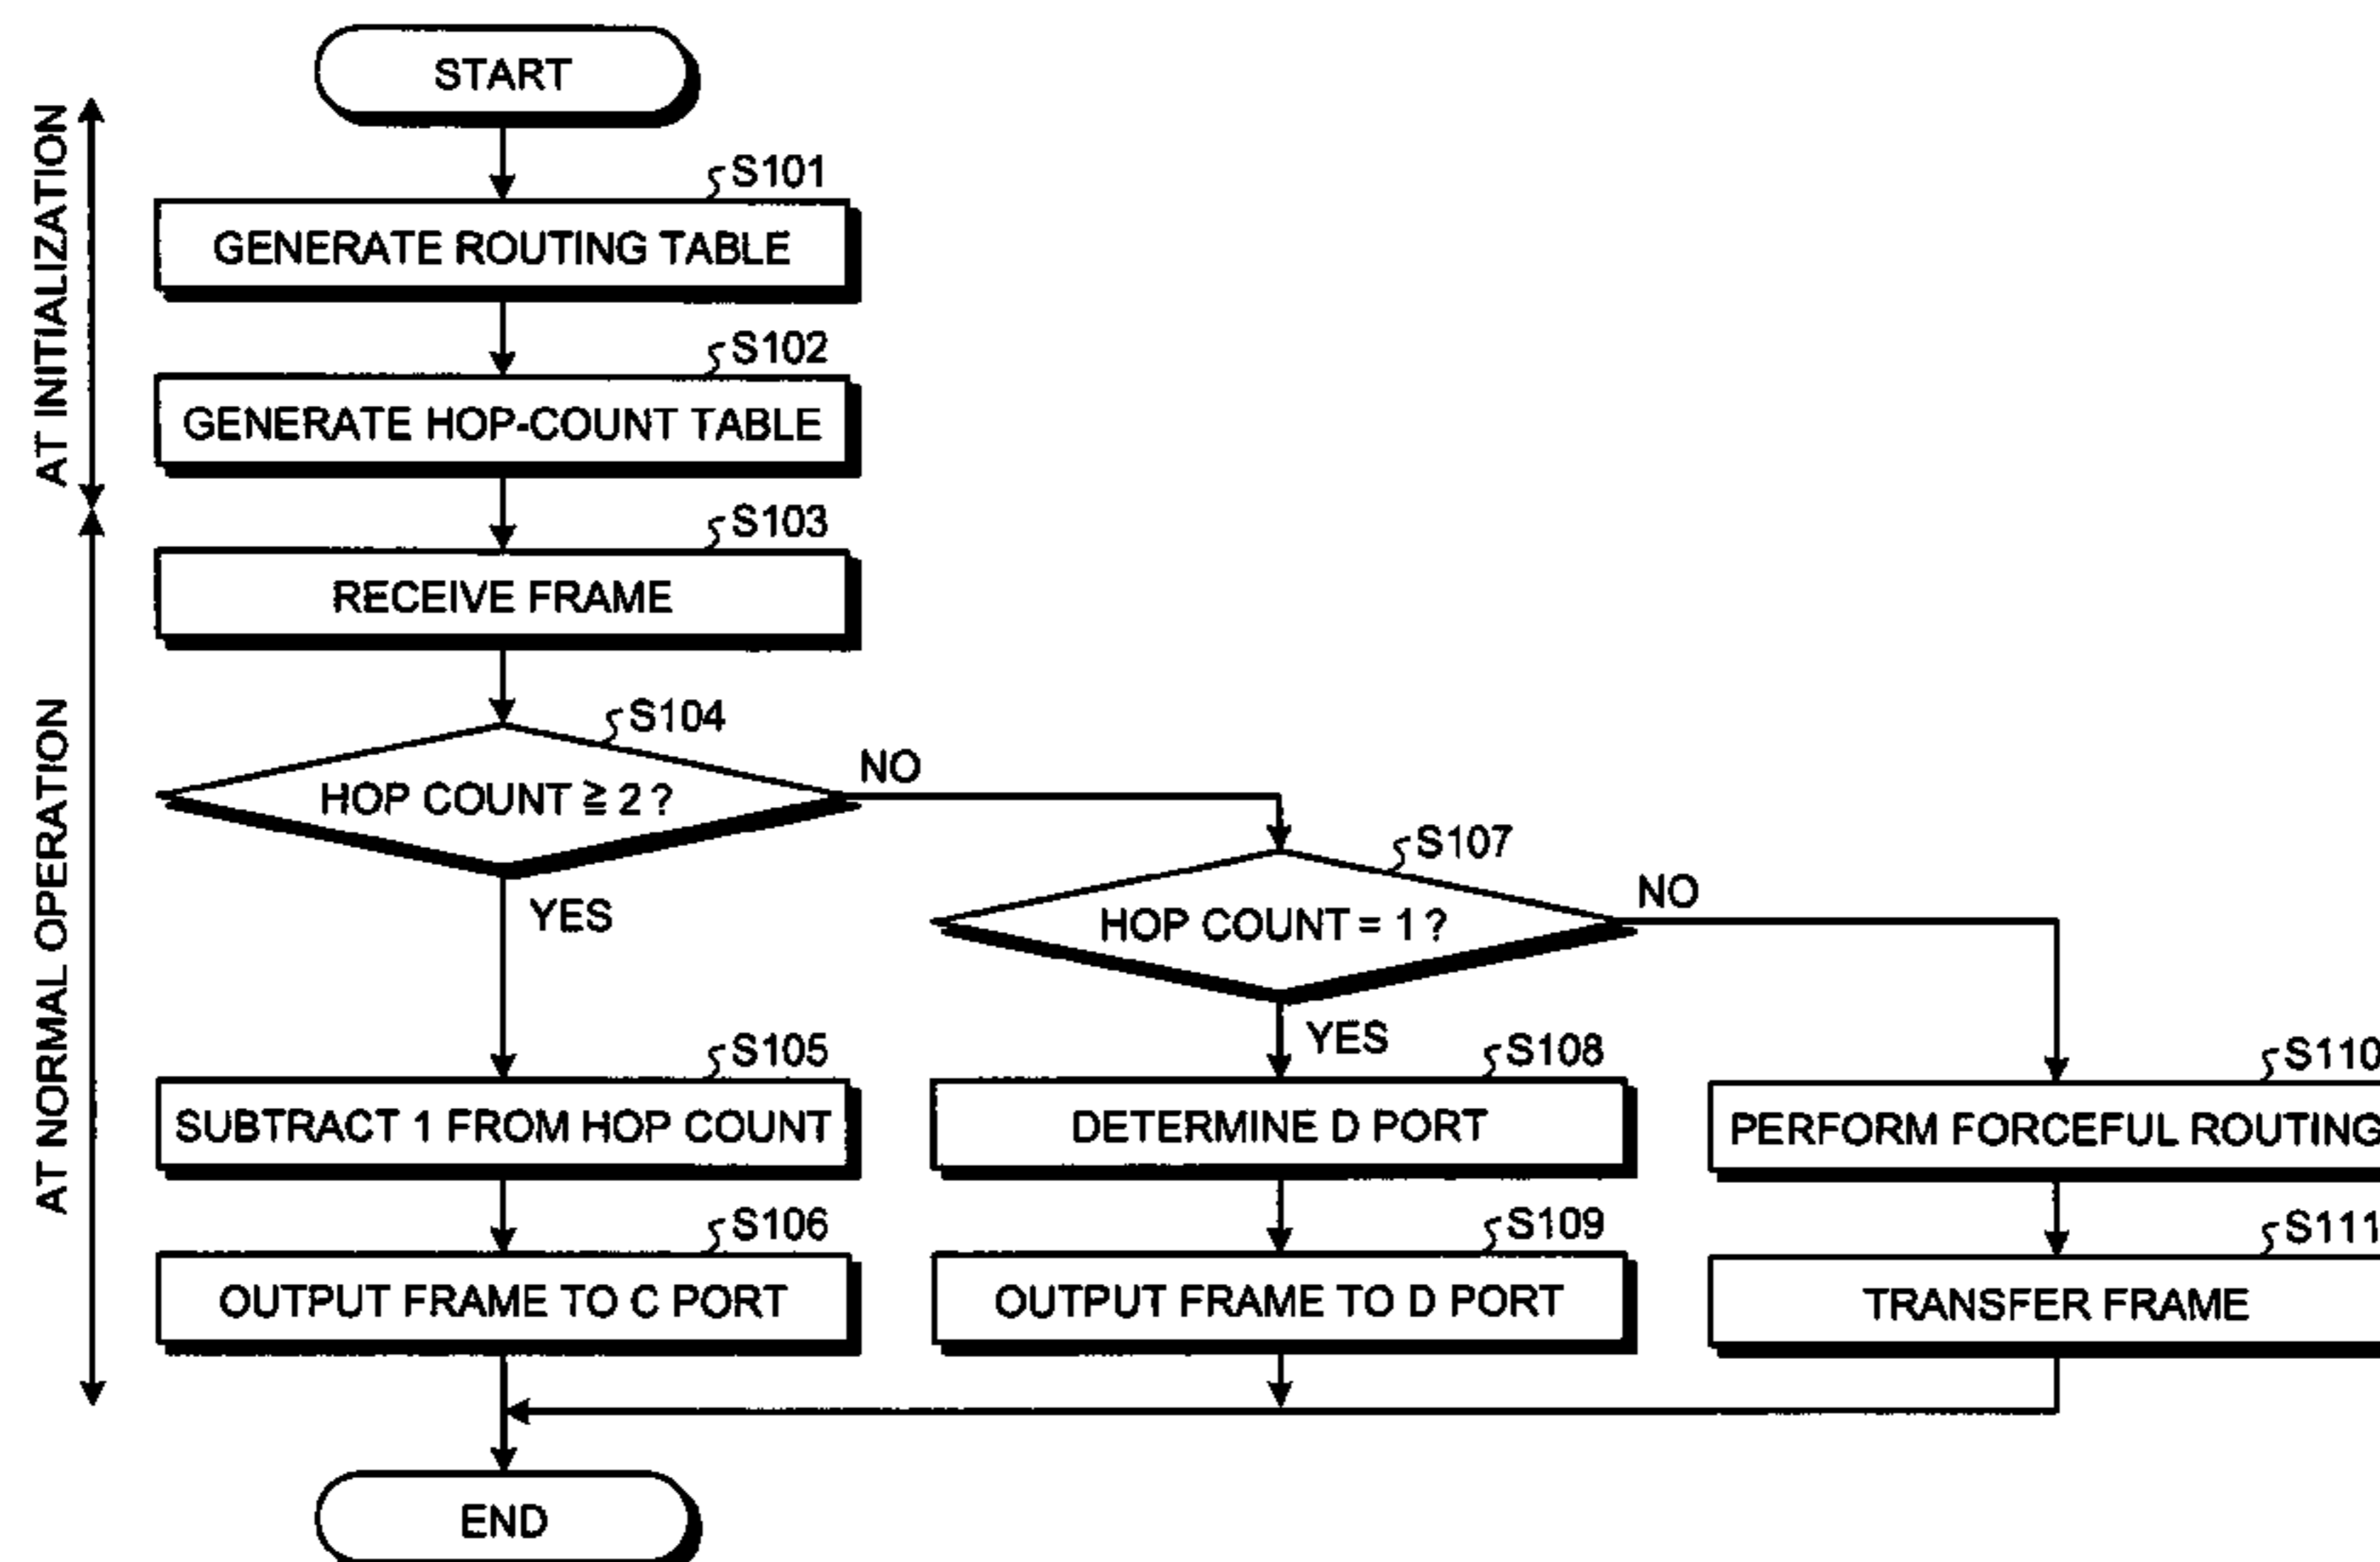 START
AT INITIALIZATION
S101
GENERATE ROUTING TABLE
S102
GENERATE HOP-COUNT TABLE
S103
RECEIVE FRAME
AT NORMAL OPERATION
S104
HOP COUNT ≧ 2 ?
NO
YES
S107
HOP COUNT = 1 ?
NO
YES
S105
SUBTRACT 1 FROM HOP COUNT
S108
DETERMINE D PORT
S110
PERFORM FORCEFUL ROUTING
S106
OUTPUT FRAME TO C PORT
S109
OUTPUT FRAME TO D PORT
S111
TRANSFER FRAME
END